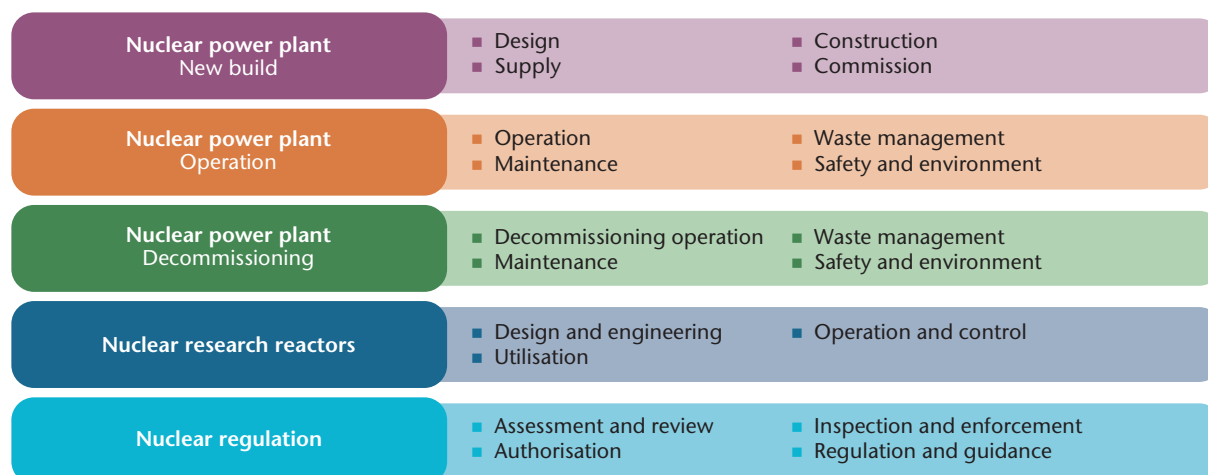 Nuclear power plant
New build
■ Design
■ Supply
■ Construction
■ Commission
Nuclear power plant
Operation
■ Operation
■ Maintenance
■ Waste management
■ Safety and environment
Nuclear power plant
Decommissioning
■ Decommissioning operation
■ Maintenance
■ Waste management
■ Safety and environment
Nuclear research reactors
■ Design and engineering
■ Utilisation
■ Operation and control
Nuclear regulation
■ Assessment and review
■ Authorisation
■ Inspection and enforcement
■ Regulation and guidance